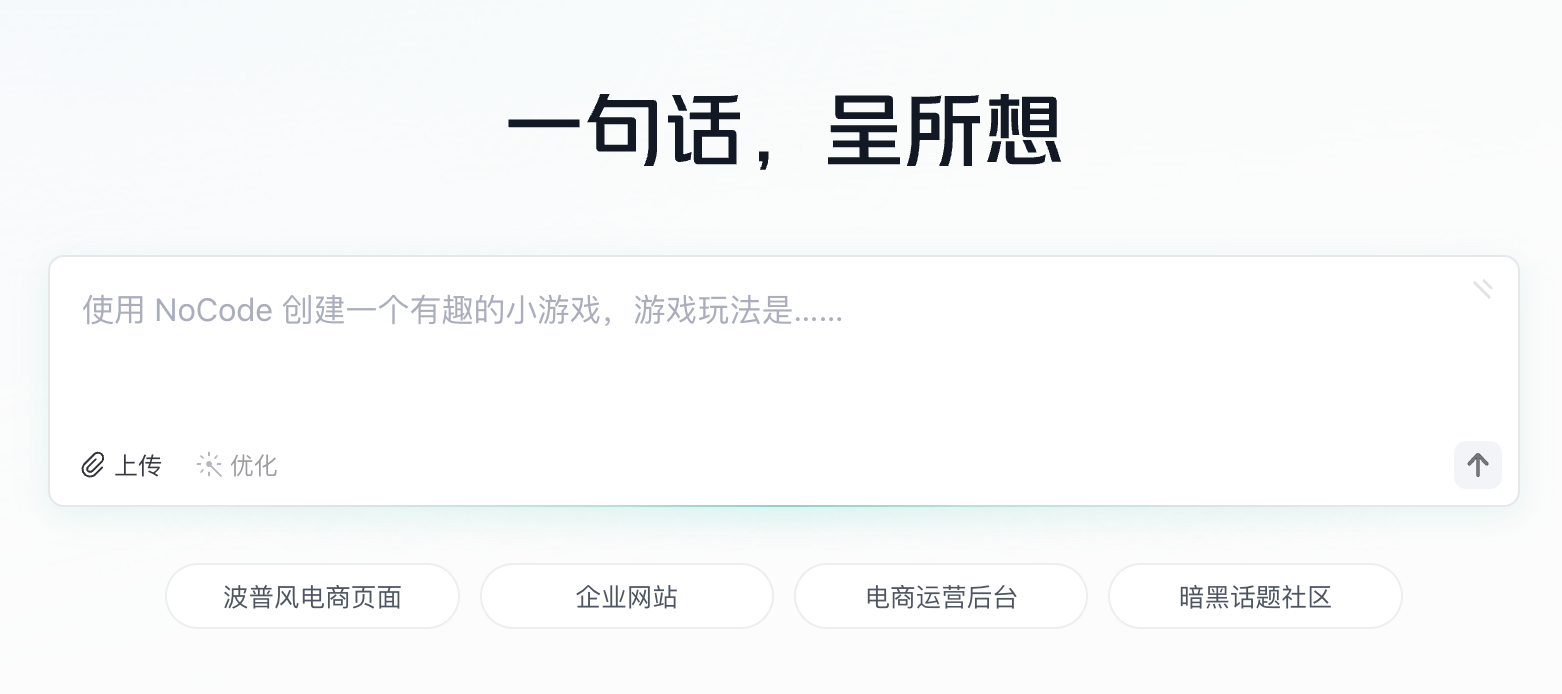 一句话，呈所想
使用 NoCode 创建一个有趣的小游戏，游戏玩法是……
上传 优化
波普风电商页面 企业网站 电商运营后台 暗黑话题社区